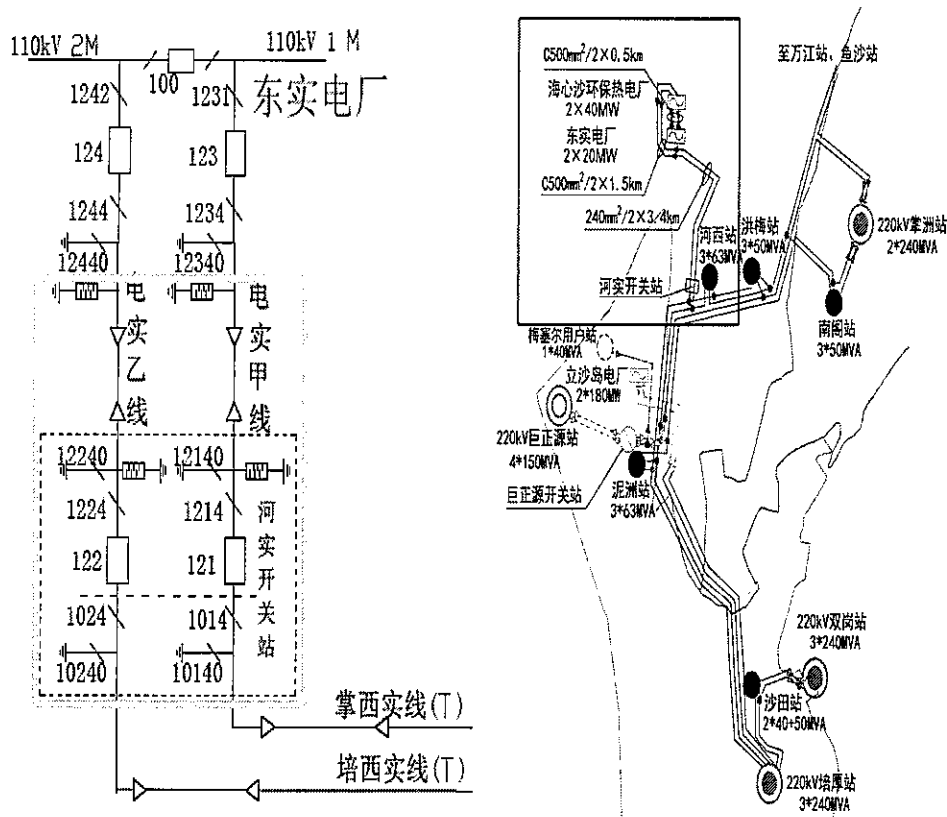 110kV 2M
110kV 1 M
100
东实电厂
1242
1231
124
123
1244
1234
12440
12340
电实乙线
电实甲线
12240
12140
1224
1214
122
121
河实开关站
1024
1014
10240
10140
掌西实线(T)
培西实线(T)
C500mm²/2×0.5km
海心沙环保热电厂
2×40MW
东实电厂
2×20MW
C500mm²/2×1.5km
240mm²/2×3/4km
至万江站、鱼沙站
河西站
3*63MVA
洪梅站
3*50MVA
220kV掌洲站
2*240MVA
河实开关站
南阁站
3*50MVA
梅塞尔用户站
1*40MVA
立沙岛电厂
2*180MW
220kV巨正源站
4*150MVA
巨正源开关站
泥洲站
3*63MVA
220kV双岗站
3*240MVA
沙田站
2*40+50MVA
220kV培厚站
3*240MVA